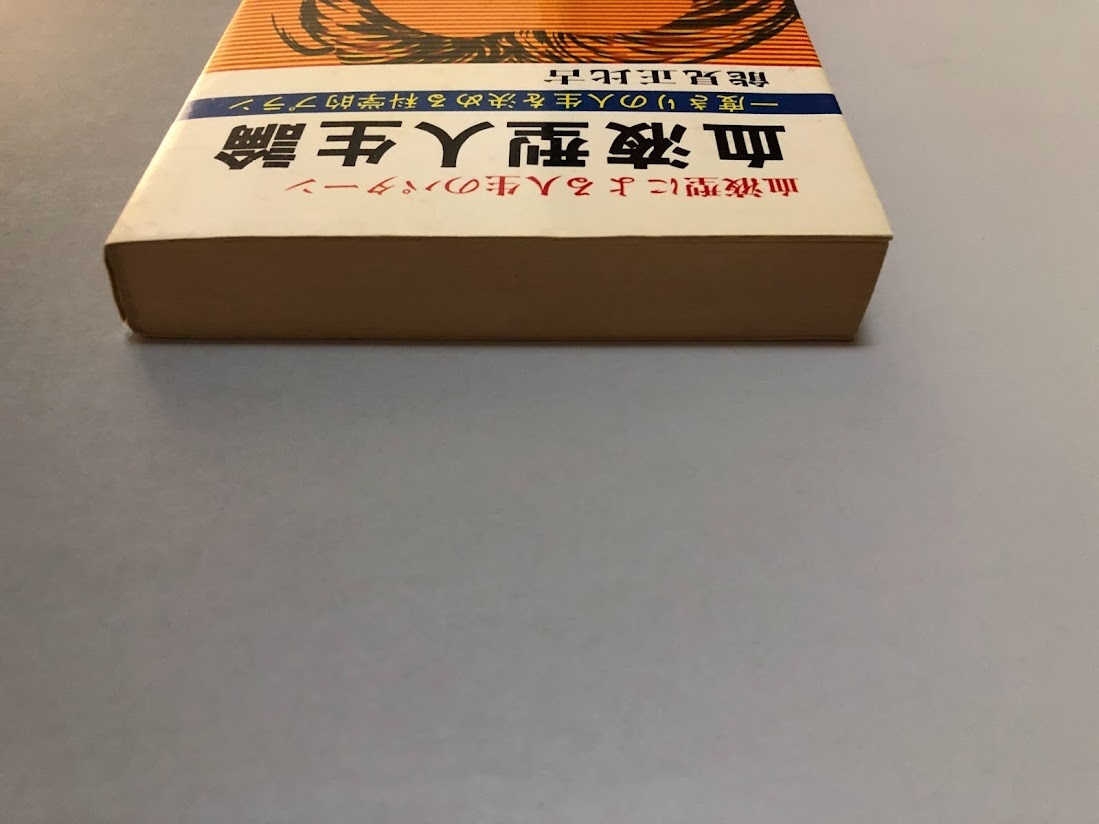 血液型による人生のパターン
血液型人生論
一度きりの人生を決める科学的プラン
能見正比古